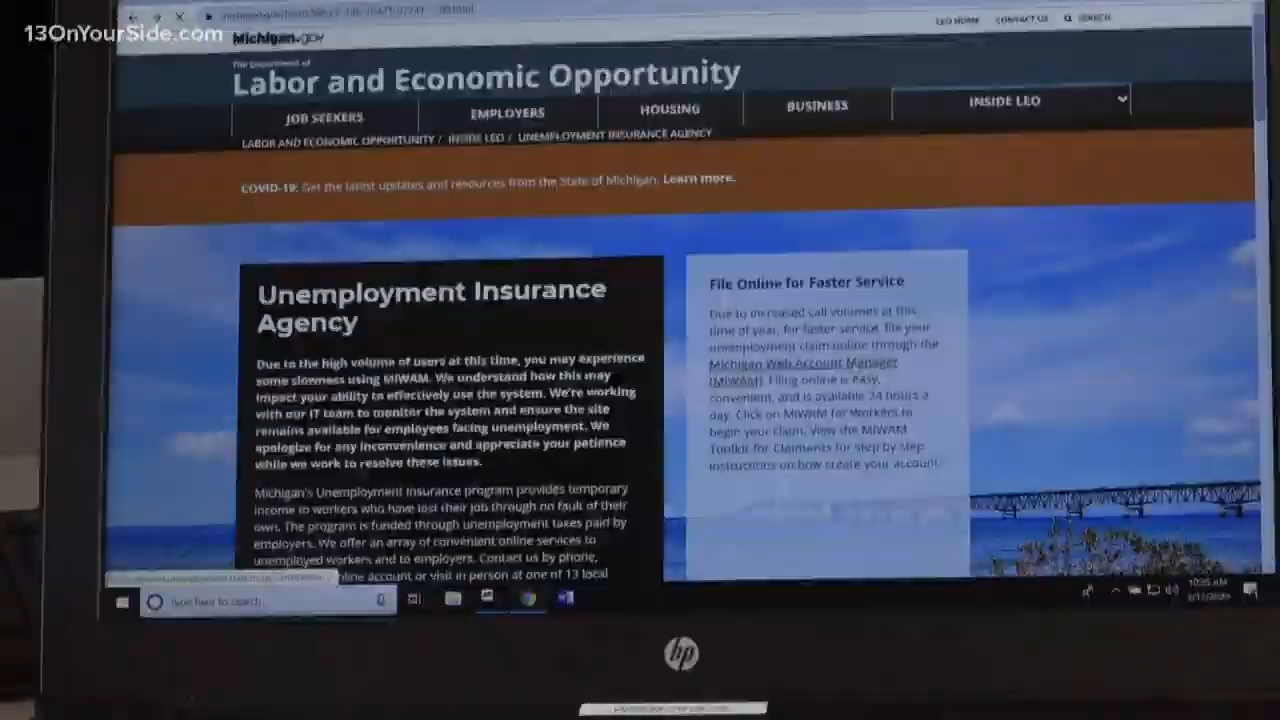 13OnYourSide.com
Michigan.gov
LEO HOME CONTACT US SEARCH
The Department of
Labor and Economic Opportunity
JOB SEEKERS EMPLOYERS HOUSING BUSINESS INSIDE LEO
LABOR AND ECONOMIC OPPORTUNITY / INSIDE LEO / UNEMPLOYMENT INSURANCE AGENCY
COVID-19: Get the latest updates and resources from the State of Michigan. Learn more.
Unemployment Insurance
Agency
Due to the high volume of users at this time, you may experience
some slowness using MiWAM. We understand how this may
impact your ability to effectively use the system. We're working
with our IT team to monitor the system and ensure the site
remains available for employees facing unemployment. We
apologize for any inconvenience and appreciate your patience
while we work to resolve these issues.
Michigan's Unemployment Insurance program provides temporary
income to workers who have lost their job through no fault of their
own. The program is funded through unemployment taxes paid by
employers. We offer an array of convenient online services to
unemployed workers and to employers. Contact us by phone,
online account or visit in person at one of 13 local
File Online for Faster Service
Due to increased call volumes at this
time of year, for faster service, file your
unemployment claim online through the
Michigan Web Account Manager
(MiWAM). Filing online is easy,
convenient, and is available 24 hours a
day. Click on MiWAM for Workers to
begin your claim. View the MiWAM
Toolkit for Claimants for step by step
instructions on how create your account.
Type here to search
10:25 AM
hp